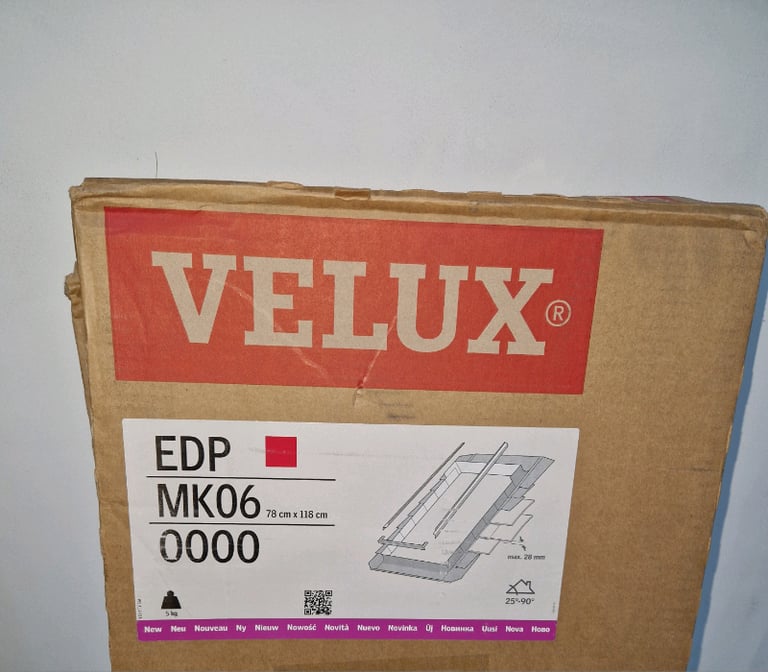 VELUX®
EDP
MK06 78 cm x 118 cm
0000
max. 28 mm
5 kg
25°-90°
New Neu Nouveau Ny Nieuw Nowość Novità Nuevo Novinka Új Новинка Uusi Nova Ново